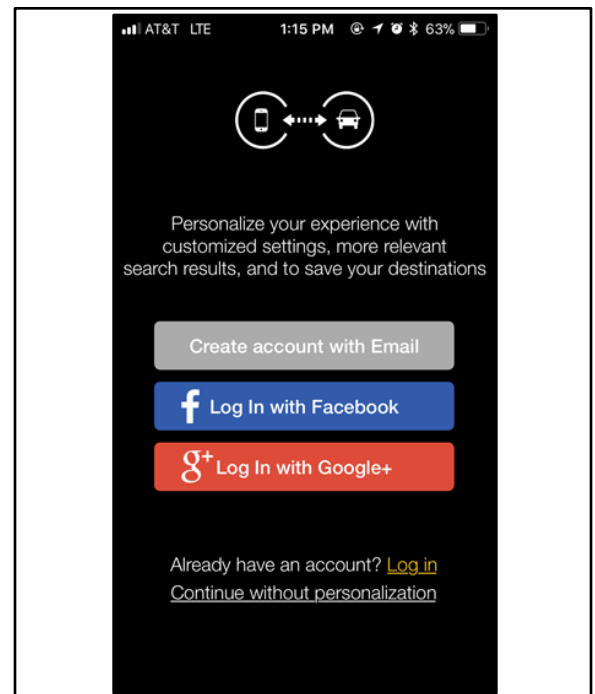 AT&T LTE 1:15 PM 63%
Personalize your experience with
customized settings, more relevant
search results, and to save your destinations
Create account with Email
f Log In with Facebook
g+ Log In with Google+
Already have an account? Log in
Continue without personalization